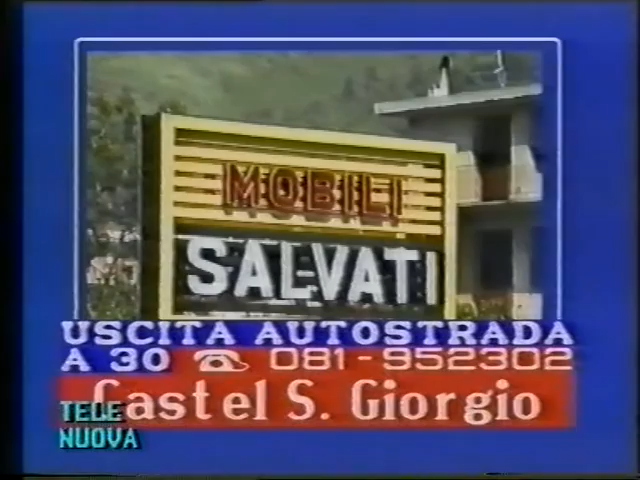 MOBILI
SALVATI
USCITA AUTOSTRADA
A 30 ☎ 081-952302
Castel S. Giorgio
TELE
NUOVA